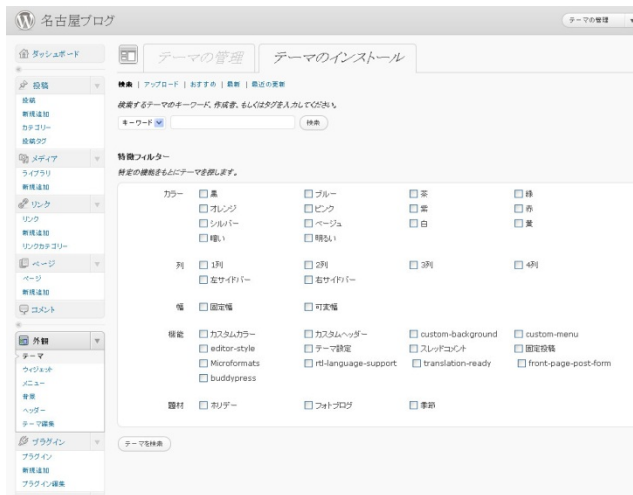 名古屋ブログ
テーマの管理
ダッシュボード
投稿
投稿
新規追加
カテゴリー
投稿タグ
メディア
ライブラリ
新規追加
リンク
リンク
新規追加
リンクカテゴリー
ページ
ページ
新規追加
コメント
外観
テーマ
ウィジェット
メニュー
背景
ヘッダー
テーマ編集
プラグイン
プラグイン
新規追加
プラグイン編集
テーマの管理 テーマのインストール
検索 | アップロード | おすすめ | 最新 | 最近の更新
検索するテーマのキーワード、作成者、もしくはタグを入力してください。
キーワード 検索
特徴フィルター
特定の機能をもとにテーマを探します。
カラー 黒 ブルー 茶 緑
オレンジ ピンク 紫 赤
シルバー ベージュ 白 黄
暗い 明るい
列 1列 2列 3列 4列
左サイドバー 右サイドバー
幅 固定幅 可変幅
機能 カスタムカラー カスタムヘッダー custom-background custom-menu
editor-style テーマ設定 スレッドコメント 固定投稿
Microformats rtl-language-support translation-ready front-page-post-form
buddypress
題材 ホリデー フォトブログ 季節
テーマを検索